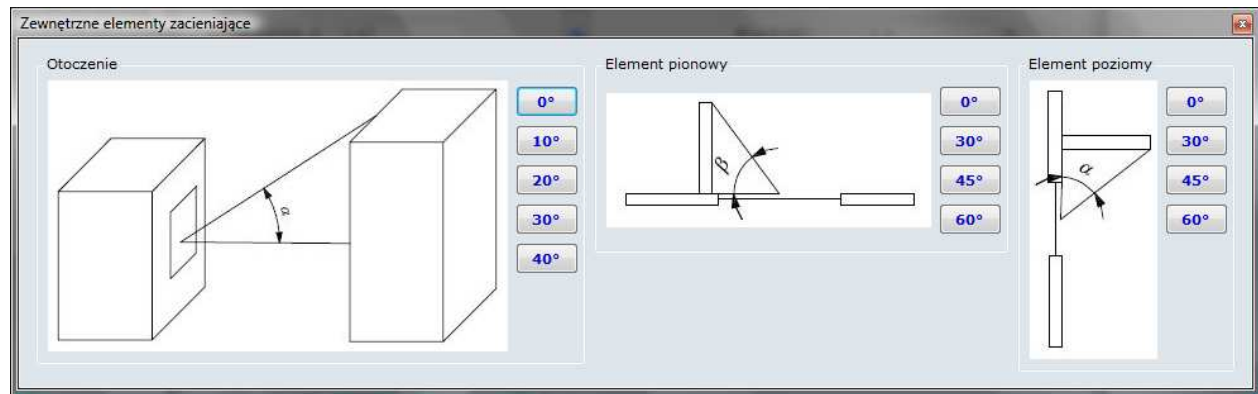 Zewnętrzne elementy zacieniające
Otoczenie
α
0°
10°
20°
30°
40°
Element pionowy
β
0°
30°
45°
60°
Element poziomy
α
0°
30°
45°
60°